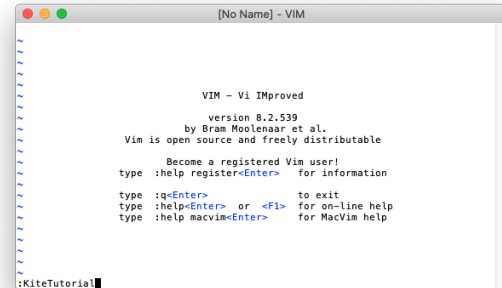 [No Name] - VIM
~
~
~
~
~
VIM - Vi IMproved
~
version 8.2.539
by Bram Moolenaar et al.
Vim is open source and freely distributable
~
Become a registered Vim user!
type :help register<Enter> for information
~
type :q<Enter> to exit
type :help<Enter> or <F1> for on-line help
type :help macvim<Enter> for MacVim help
~
~
~
~
~
:KiteTutorial